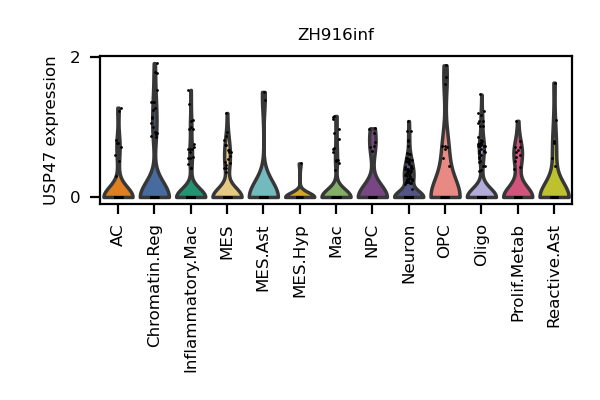 ZH916inf
USP47 expression
2
0
AC
Chromatin.Reg
Inflammatory.Mac
MES
MES.Ast
MES.Hyp
Mac
NPC
Neuron
OPC
Oligo
Prolif.Metab
Reactive.Ast